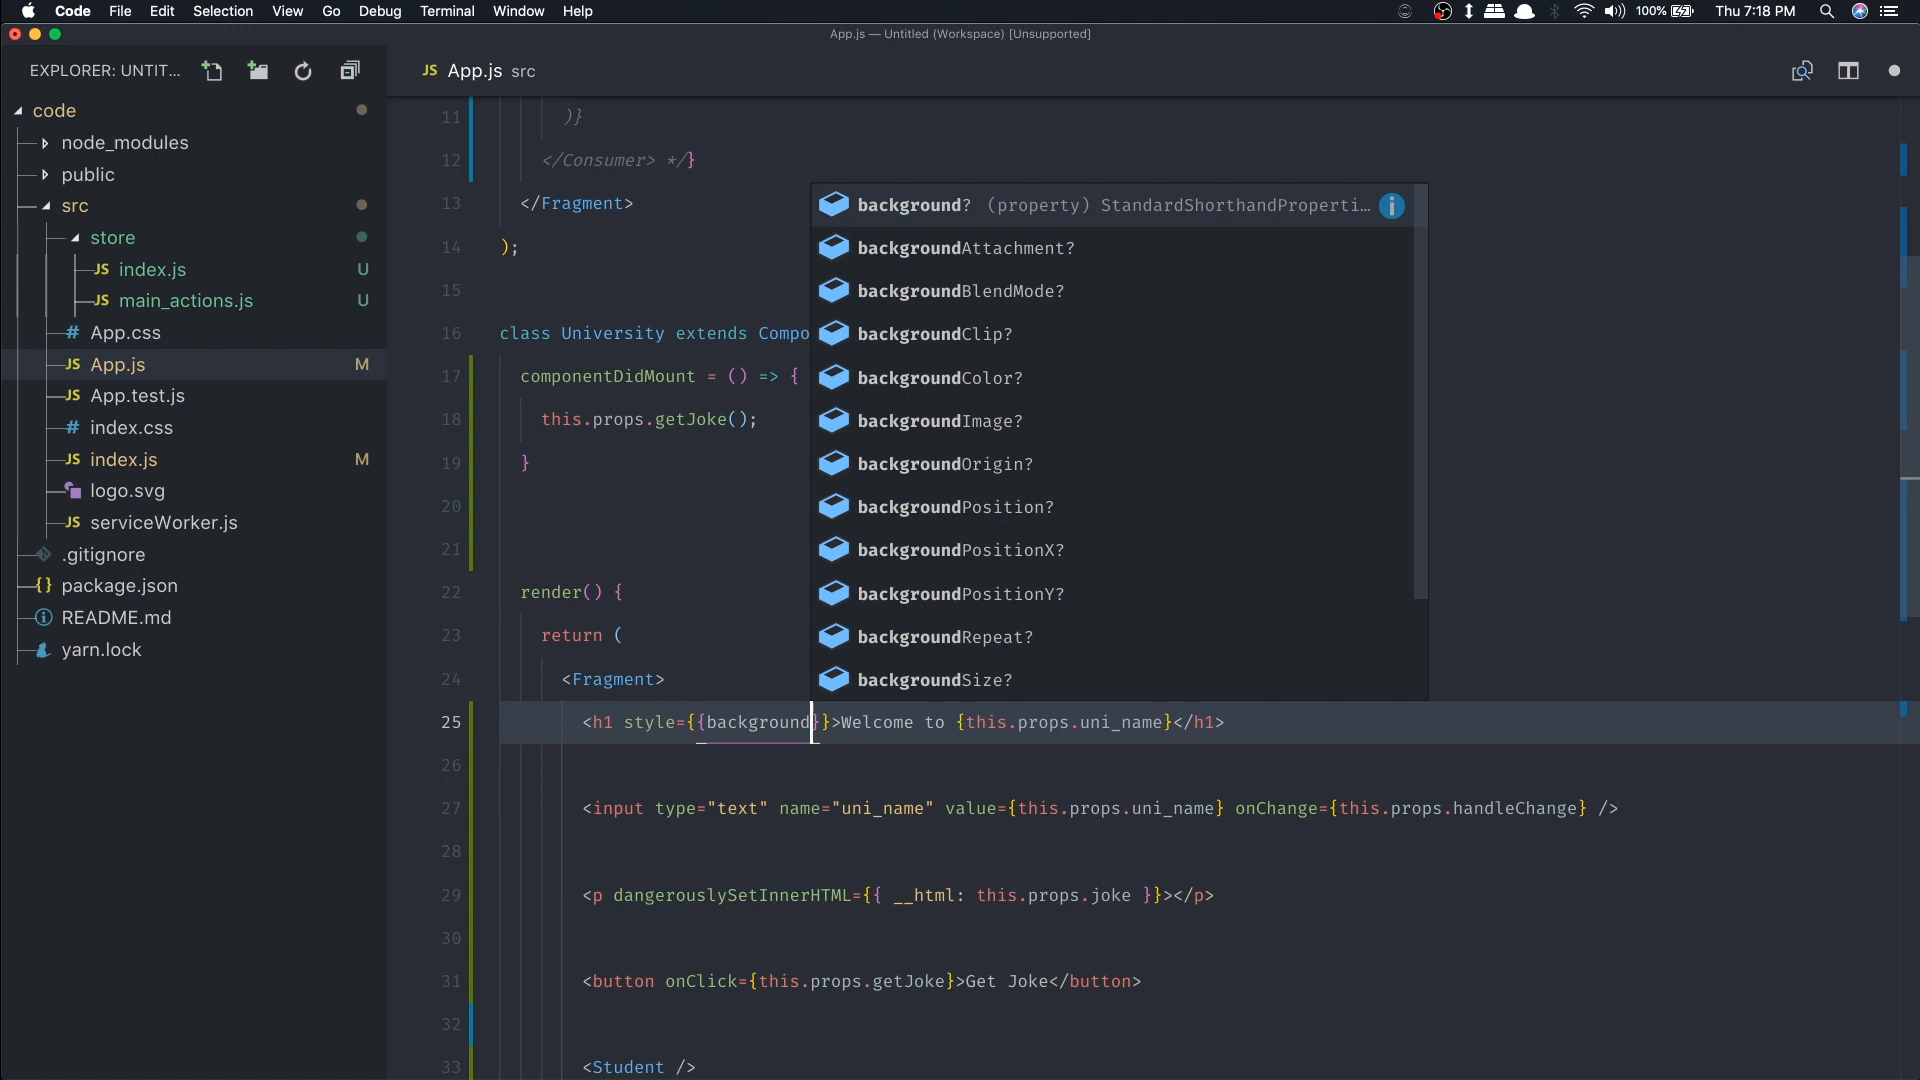 Code File Edit Selection View Go Debug Terminal Window Help 100% Thu 7:18 PM
App.js — Untitled (Workspace) [Unsupported]
EXPLORER: UNTIT...
JS App.js src
code
node_modules
public
src
store
JS index.js U
JS main_actions.js U
# App.css
JS App.js M
JS App.test.js
# index.css
JS index.js M
logo.svg
JS serviceWorker.js
.gitignore
{} package.json
README.md
yarn.lock
11 )}
12 </Consumer> */}
13 </Fragment>
14 );
15
16 class University extends Compo
17 componentDidMount = () => {
18 this.props.getJoke();
19 }
20
21
22 render() {
23 return (
24 <Fragment>
25 <h1 style={{background}}>Welcome to {this.props.uni_name}</h1>
26
27 <input type="text" name="uni_name" value={this.props.uni_name} onChange={this.props.handleChange} />
28
29 <p dangerouslySetInnerHTML={{ __html: this.props.joke }}></p>
30
31 <button onClick={this.props.getJoke}>Get Joke</button>
32
33 <Student />
background? (property) StandardShorthandProperti...
backgroundAttachment?
backgroundBlendMode?
backgroundClip?
backgroundColor?
backgroundImage?
backgroundOrigin?
backgroundPosition?
backgroundPositionX?
backgroundPositionY?
backgroundRepeat?
backgroundSize?